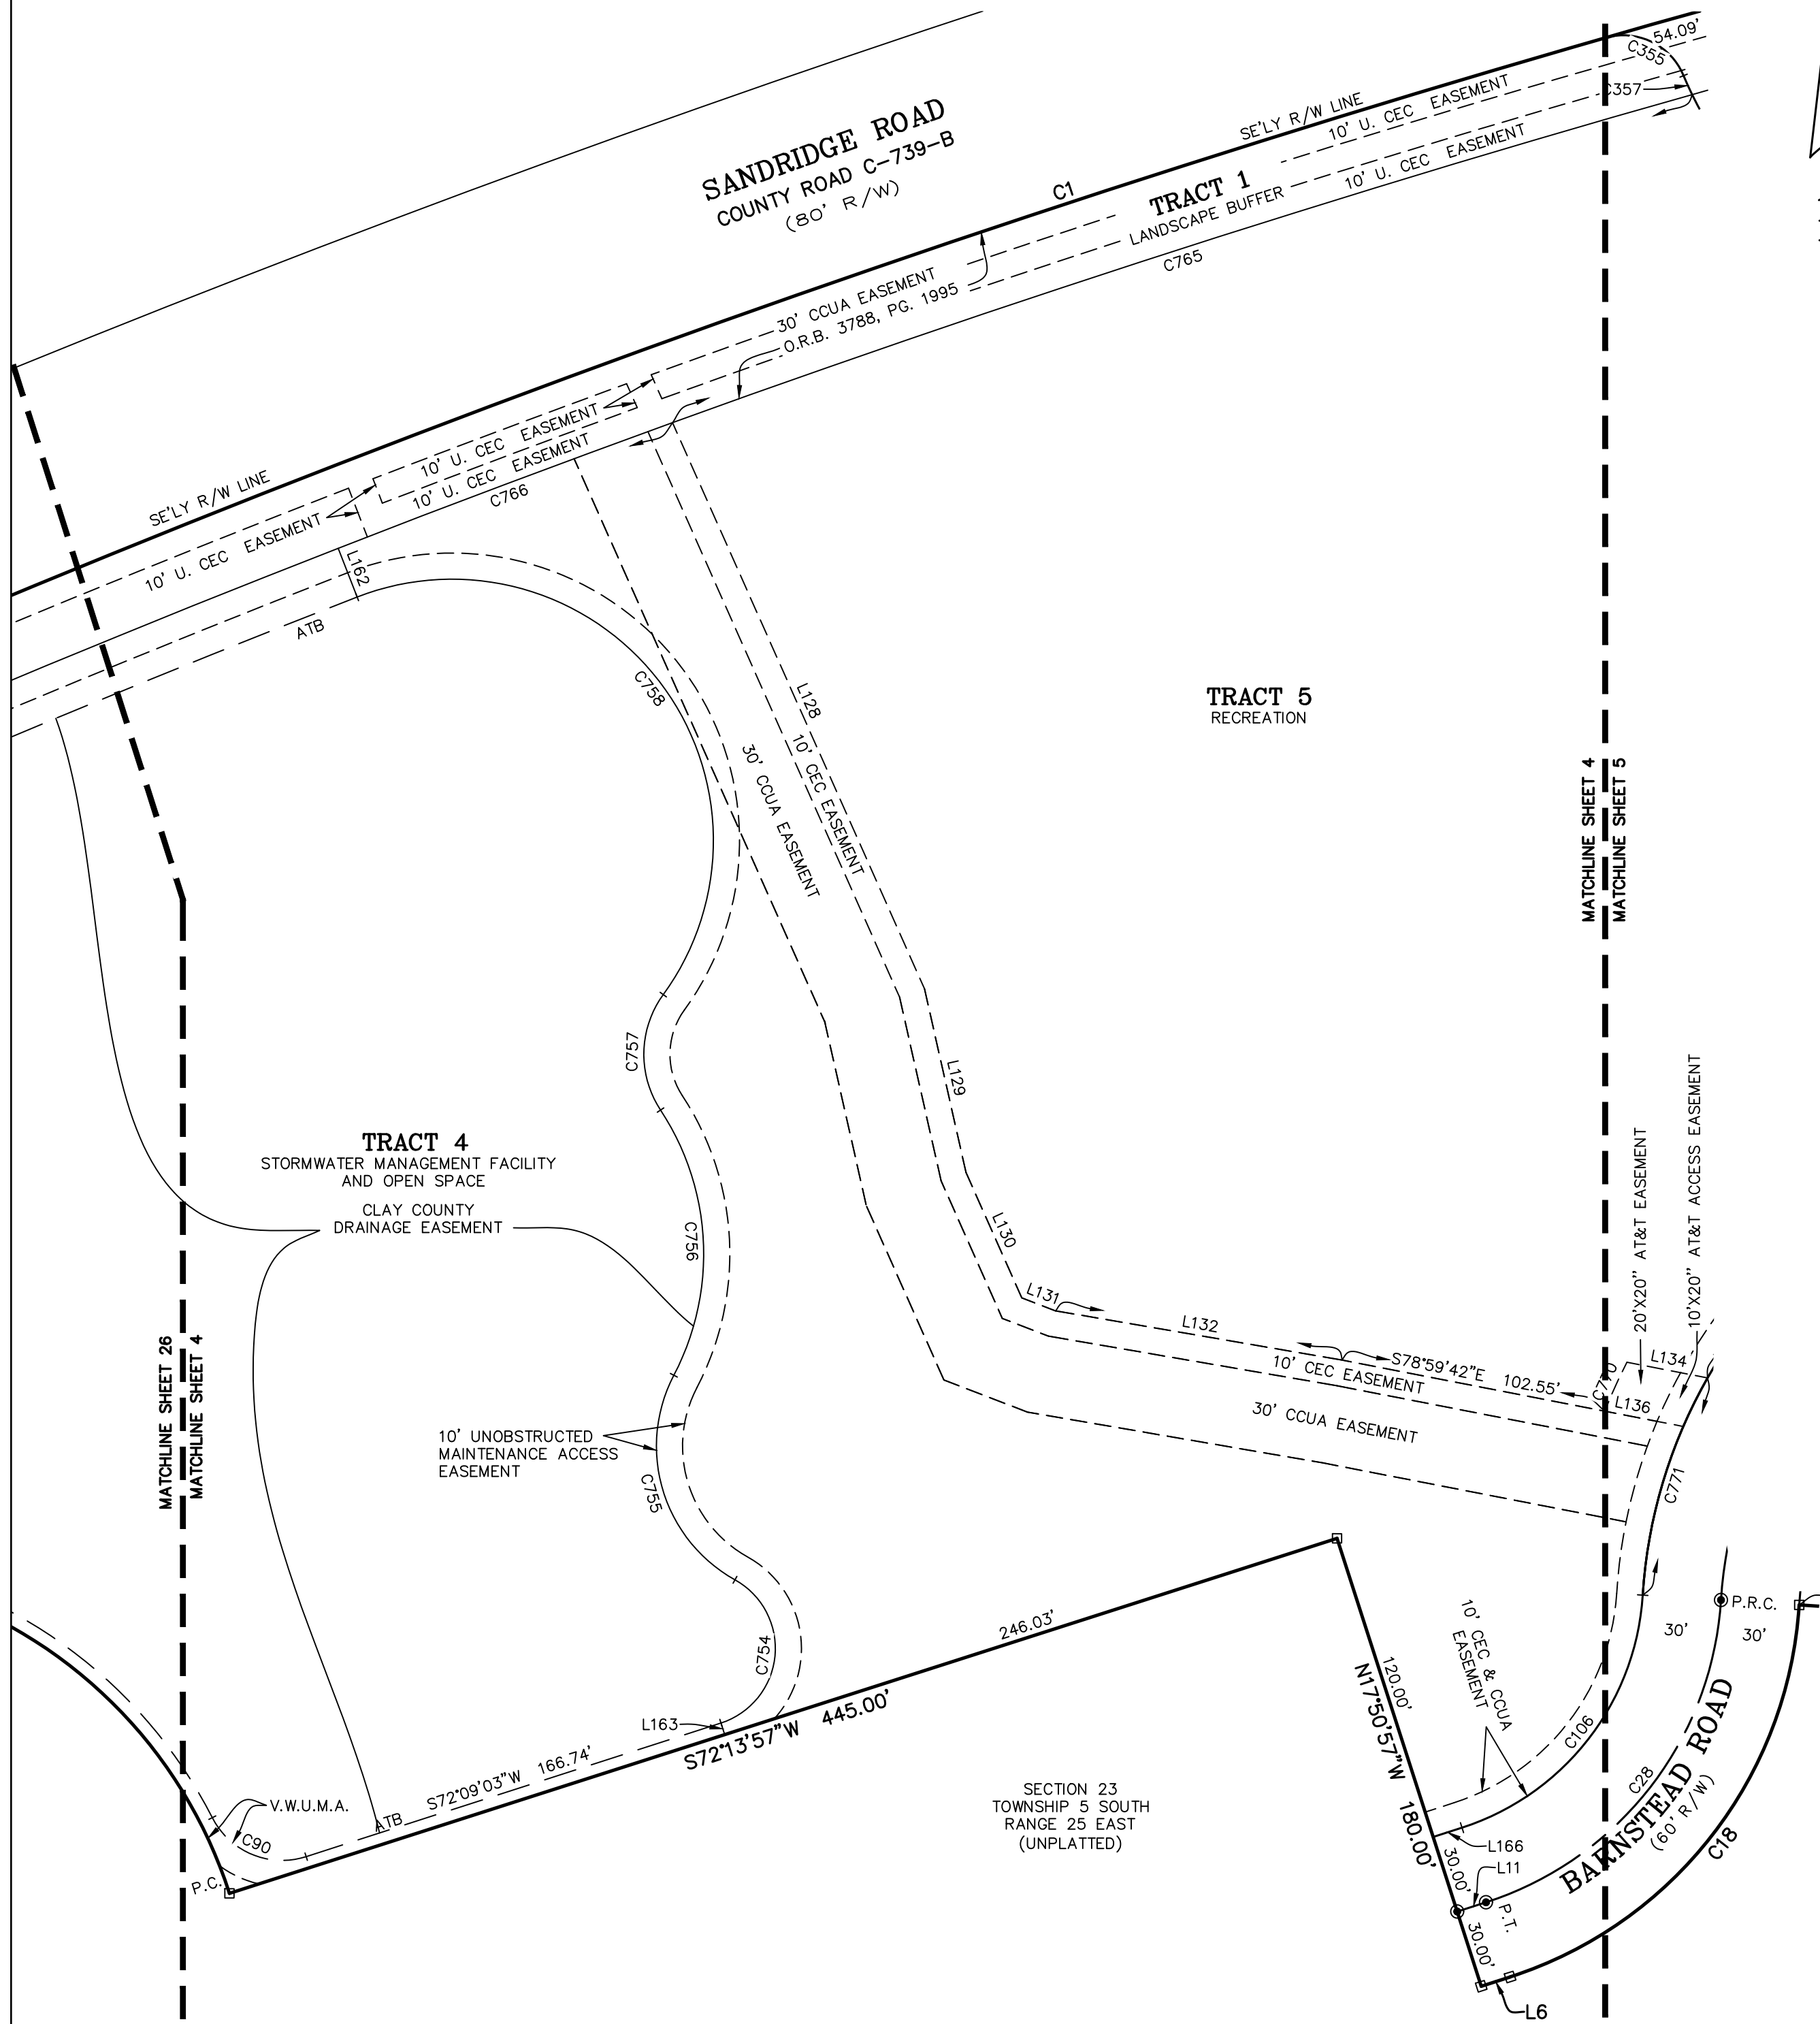 54.09'
C355
C357
SE'LY R/W LINE
10' U. CEC EASEMENT
10' U. CEC EASEMENT
SANDRIDGE ROAD
COUNTY ROAD C-739-B
(80' R/W)
C1
TRACT 1
LANDSCAPE BUFFER
C765
30' CCUA EASEMENT
O.R.B. 3788, PG. 1995
10' U. CEC EASEMENT
10' U. CEC EASEMENT
C766
SE'LY R/W LINE
10' U. CEC EASEMENT
L162
ATB
C758
L128
10' CEC EASEMENT
30' CCUA EASEMENT
TRACT 5
RECREATION
MATCHLINE SHEET 4
MATCHLINE SHEET 5
C757
L129
TRACT 4
STORMWATER MANAGEMENT FACILITY
AND OPEN SPACE
CLAY COUNTY
DRAINAGE EASEMENT
C756
L130
L131
L132
S78°59'42"E 102.55'
10' CEC EASEMENT
30' CCUA EASEMENT
20'X20" AT&T EASEMENT
10'X20" AT&T ACCESS EASEMENT
L134
C770
L136
C771
MATCHLINE SHEET 26
MATCHLINE SHEET 4
10' UNOBSTRUCTED
MAINTENANCE ACCESS
EASEMENT
C755
C754
246.03'
L163
S72°13'57"W 445.00'
S72°09'03"W 166.74'
ATB
V.W.U.M.A.
C90
P.C.
120.00'
N17°50'57"W
180.00'
10' CEC & CCUA
EASEMENT
P.R.C.
30'
30'
C106
C28
BARNSTEAD ROAD
(60' R/W)
C18
SECTION 23
TOWNSHIP 5 SOUTH
RANGE 25 EAST
(UNPLATTED)
L166
30.00'
L11
P.T.
30.00'
L6